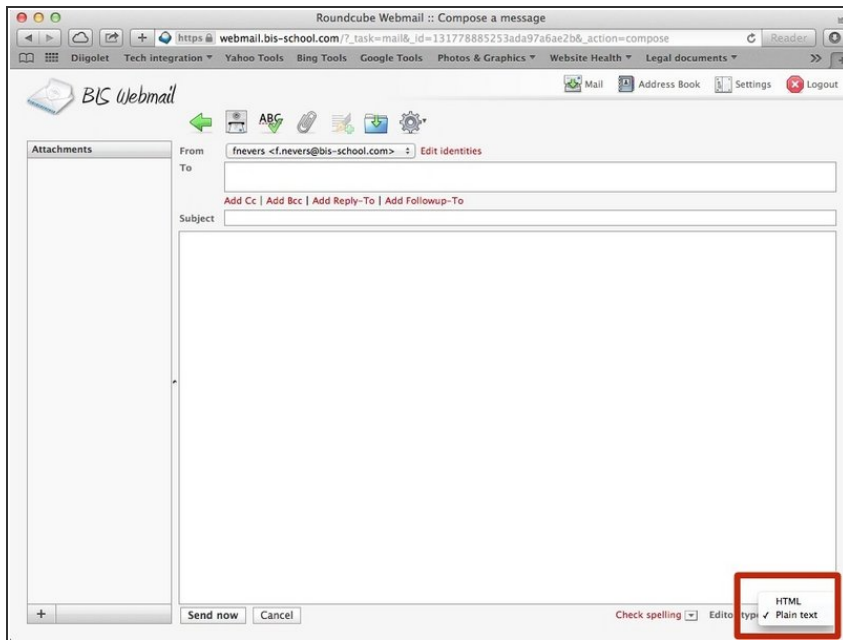 Roundcube Webmail :: Compose a message
https webmail.bis-school.com/?_task=mail&_id=131778885253ada97a6ae2b&_action=compose Reader
Diigolet Tech integration Yahoo Tools Bing Tools Google Tools Photos & Graphics Website Health Legal documents
BIS Webmail
Mail Address Book Settings Logout
ABC
Attachments
From fnevers <f.nevers@bis-school.com> Edit identities
To
Add Cc | Add Bcc | Add Reply-To | Add Followup-To
Subject
HTML
+ Send now Cancel Check spelling Editor type ✓ Plain text